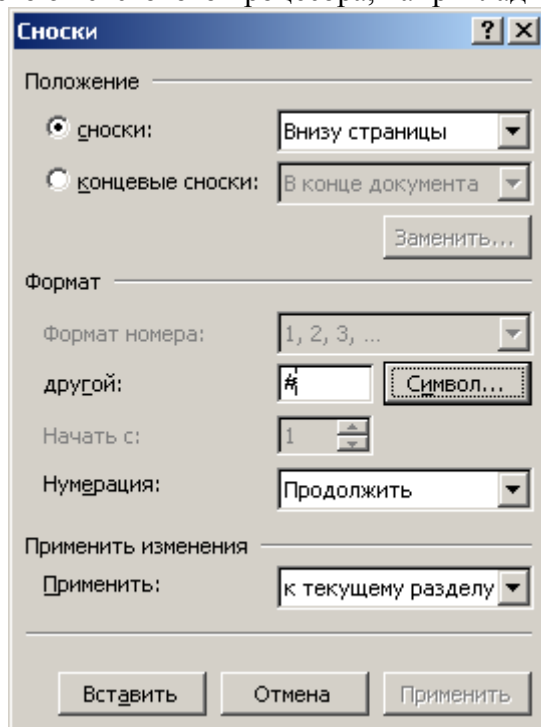 Сноски
Положение
сноски: Внизу страницы
концевые сноски: В конце документа
Заменить...
Формат
Формат номера: 1, 2, 3, ...
другой: # Символ...
Начать с: 1
Нумерация: Продолжить
Применить изменения
Применить: к текущему разделу
Вставить Отмена Применить